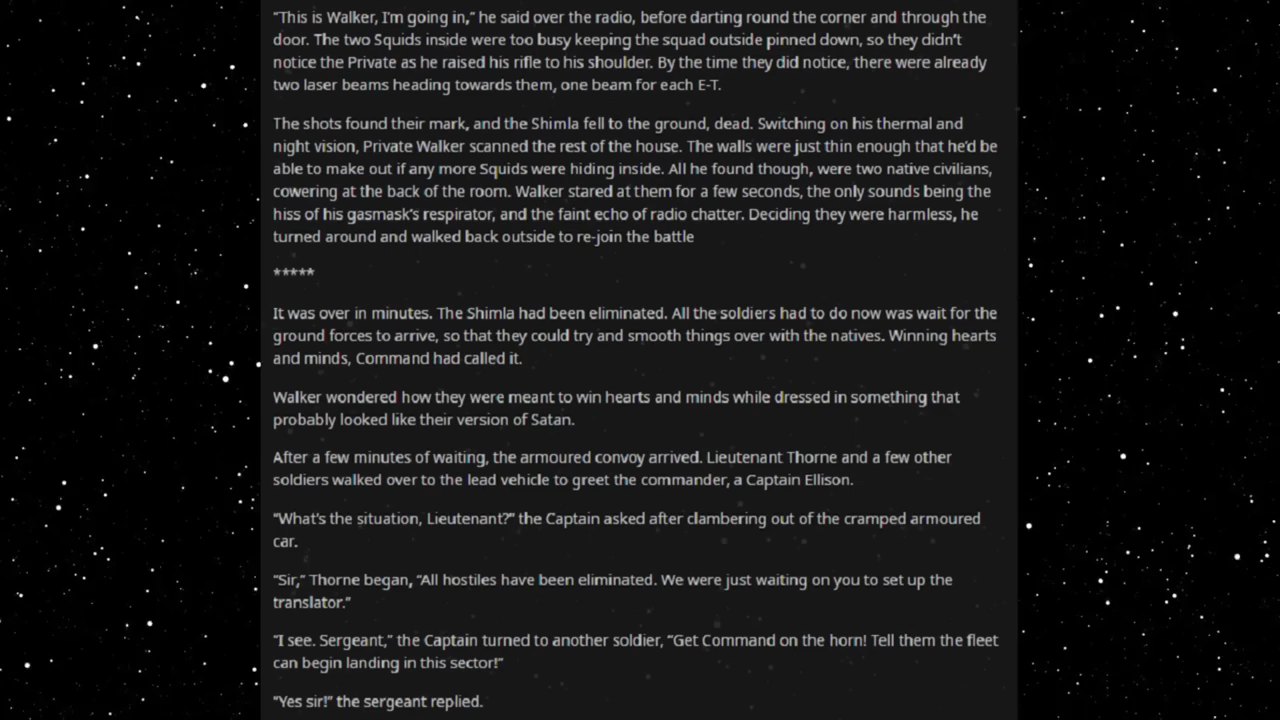 “This is Walker, I’m going in,” he said over the radio, before darting round the corner and through the
door. The two Squids inside were too busy keeping the squad outside pinned down, so they didn’t
notice the Private as he raised his rifle to his shoulder. By the time they did notice, there were already
two laser beams heading towards them, one beam for each E-T.
The shots found their mark, and the Shimla fell to the ground, dead. Switching on his thermal and
night vision, Private Walker scanned the rest of the house. The walls were just thin enough that he’d be
able to make out if any more Squids were hiding inside. All he found though, were two native civilians,
cowering at the back of the room. Walker stared at them for a few seconds, the only sounds being the
hiss of his gasmask’s respirator, and the faint echo of radio chatter. Deciding they were harmless, he
turned around and walked back outside to re-join the battle
*****
It was over in minutes. The Shimla had been eliminated. All the soldiers had to do now was wait for the
ground forces to arrive, so that they could try and smooth things over with the natives. Winning hearts
and minds, Command had called it.
Walker wondered how they were meant to win hearts and minds while dressed in something that
probably looked like their version of Satan.
After a few minutes of waiting, the armoured convoy arrived. Lieutenant Thorne and a few other
soldiers walked over to the lead vehicle to greet the commander, a Captain Ellison.
“What’s the situation, Lieutenant?” the Captain asked after clambering out of the cramped armoured
car.
“Sir,” Thorne began, “All hostiles have been eliminated. We were just waiting on you to set up the
translator.”
“I see. Sergeant,” the Captain turned to another soldier, “Get Command on the horn! Tell them the fleet
can begin landing in this sector!”
“Yes sir!” the sergeant replied.